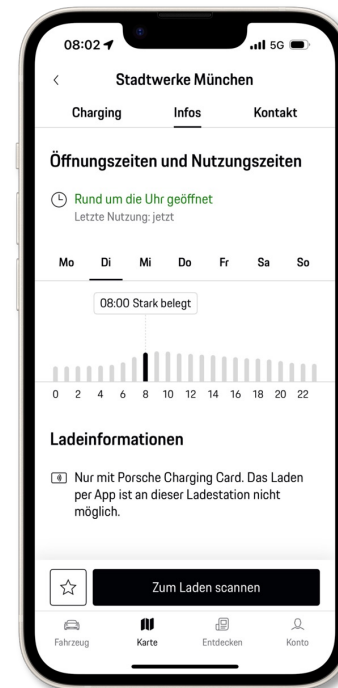 08:02 5G
Stadtwerke München
Charging Infos Kontakt
Öffnungszeiten und Nutzungszeiten
Rund um die Uhr geöffnet
Letzte Nutzung: jetzt
Mo Di Mi Do Fr Sa So
08:00 Stark belegt
0 2 4 6 8 10 12 14 16 18 20 22
Ladeinformationen
Nur mit Porsche Charging Card. Das Laden
per App ist an dieser Ladestation nicht
möglich.
Zum Laden scannen
Fahrzeug Karte Entdecken Konto